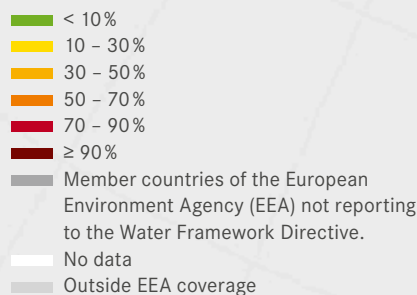 < 10%
10 – 30%
30 – 50%
50 – 70%
70 – 90%
≥ 90%
Member countries of the European
Environment Agency (EEA) not reporting
to the Water Framework Directive.
No data
Outside EEA coverage